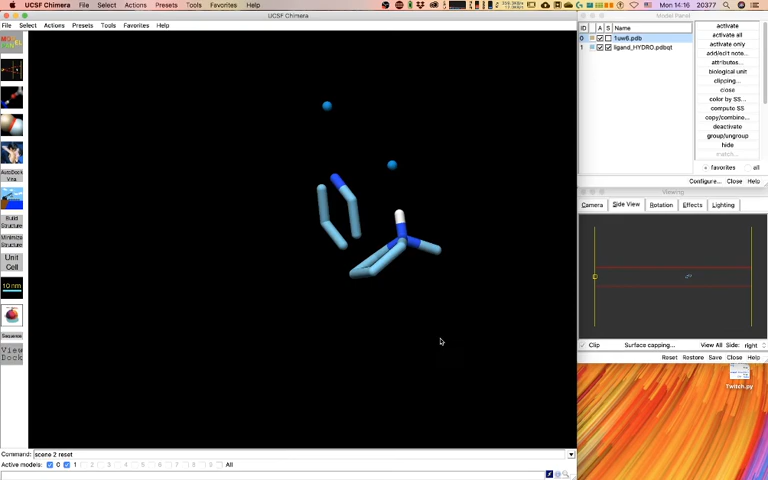 UCSF Chimera File Edit Window Help Mon 14:16 20377
UCSF Chimera
File Select Actions Presets Tools Favorites Help
AutoDock
Vina
Build
Structure
Minimize
Structure
Unit
Cell
10 nm
Sequence
View
Dock
Command: scene 2 reset
Active models: 0 1 2 3 4 5 6 7 8 9 All
Model Panel
ID A S Name
0 1uw6.pdb
1 ligand_HYDRO.pdbqt
activate
activate all
activate only
add/edit note...
attributes...
biological unit
clipping...
close
color by SS...
compute SS
copy/combine...
deactivate
group/ungroup
hide
match...
favorites all
Configure... Close Help
Viewing
Camera Side View Rotation Effects Lighting
Clip Surface capping... View All Side: right
Reset Restore Save Close Help
Twitch.py